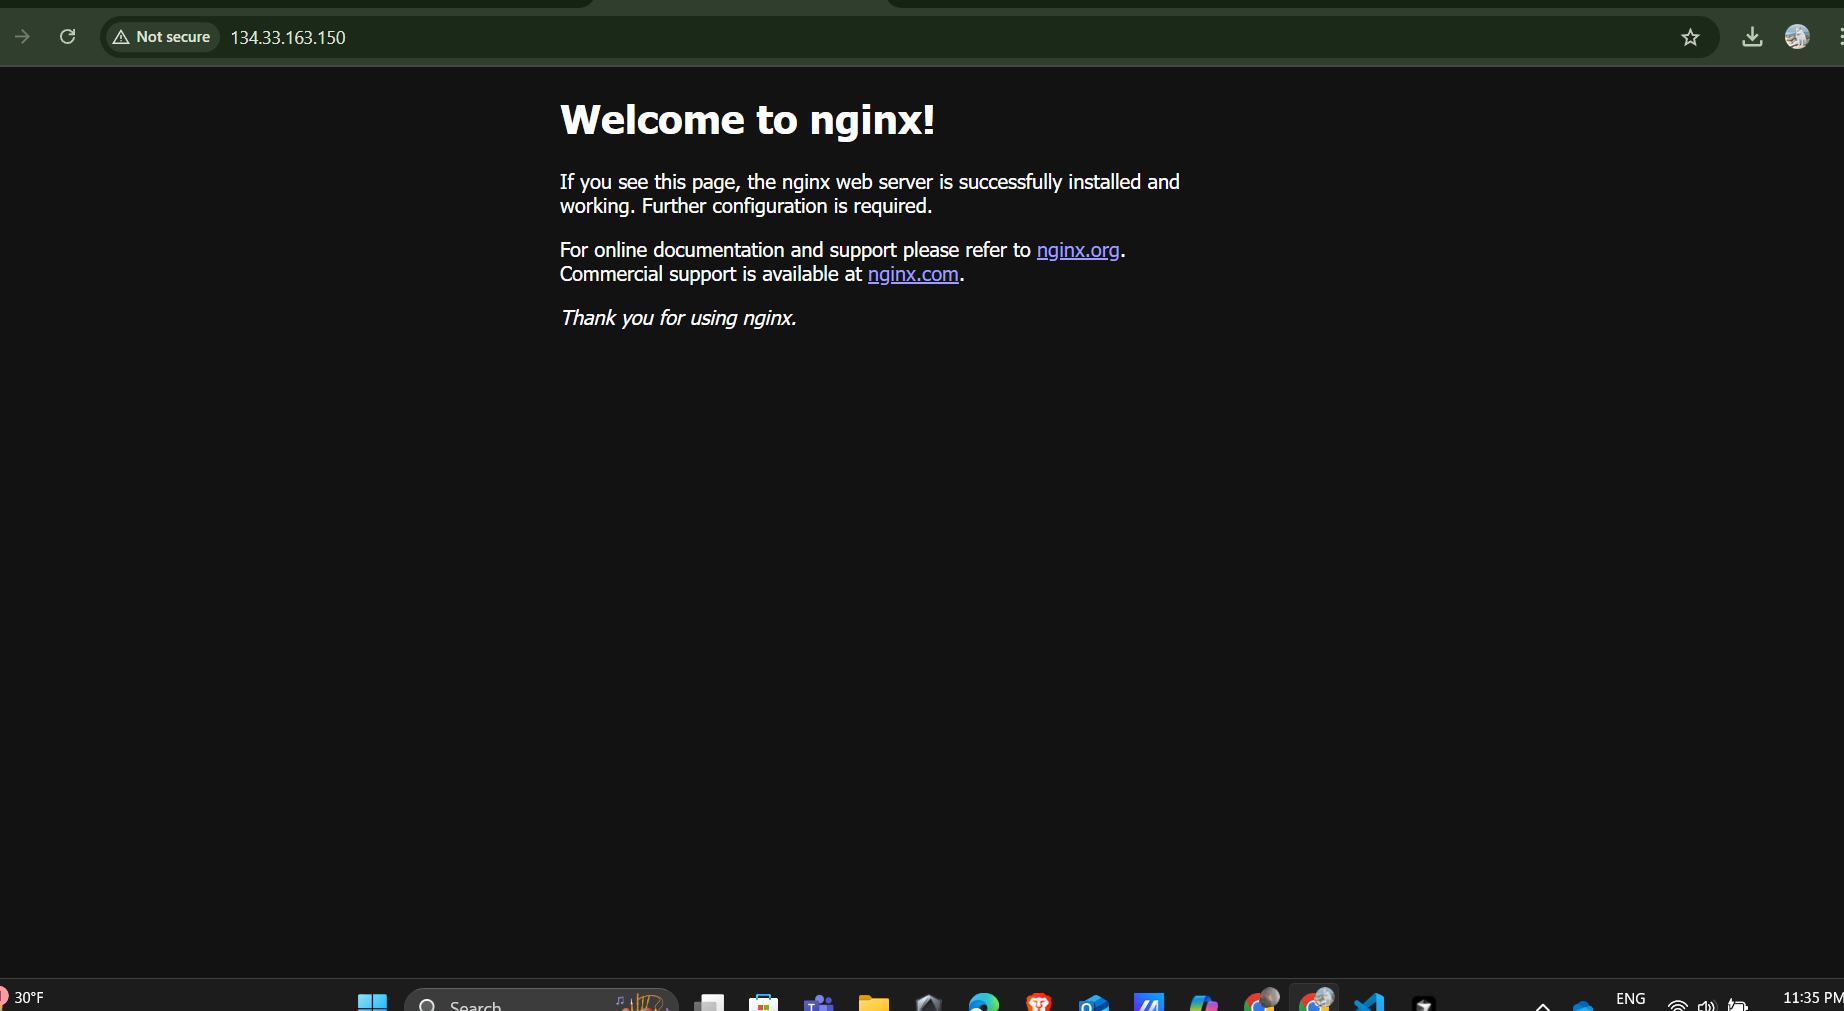 Not secure
134.33.163.150
Welcome to nginx!
If you see this page, the nginx web server is successfully installed and
working. Further configuration is required.
For online documentation and support please refer to nginx.org.
Commercial support is available at nginx.com.
Thank you for using nginx.
30°F
Search
ENG
11:35 PM